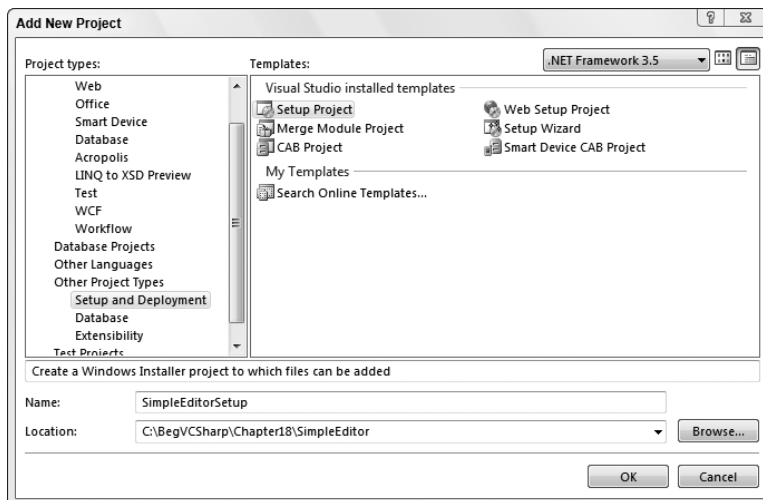 Add New Project
Project types:
Templates:
.NET Framework 3.5
Web
Office
Smart Device
Database
Acropolis
LINQ to XSD Preview
Test
WCF
Workflow
Database Projects
Other Languages
Other Project Types
Setup and Deployment
Database
Extensibility
Test Projects
Visual Studio installed templates
Setup Project
Web Setup Project
Merge Module Project
Setup Wizard
CAB Project
Smart Device CAB Project
My Templates
Search Online Templates...
Create a Windows Installer project to which files can be added
Name:
SimpleEditorSetup
Location:
C:\BegVCSharp\Chapter18\SimpleEditor
Browse...
OK
Cancel